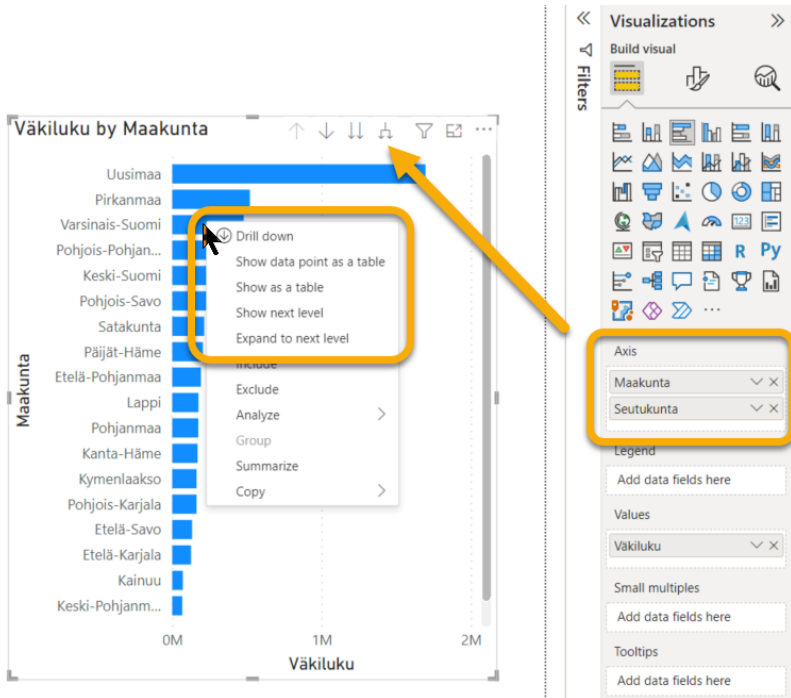 Väkiluku by Maakunta
Uusimaa
Pirkanmaa
Varsinais-Suomi
Pohjois-Pohjan...
Keski-Suomi
Pohjois-Savo
Satakunta
Päijät-Häme
Etelä-Pohjanmaa
Lappi
Pohjanmaa
Kanta-Häme
Kymenlaakso
Pohjois-Karjala
Etelä-Savo
Etelä-Karjala
Kainuu
Keski-Pohjanm...
Maakunta
0M 1M 2M
Väkiluku
Drill down
Show data point as a table
Show as a table
Show next level
Expand to next level
Include
Exclude
Analyze
Group
Summarize
Copy
Filters
Visualizations
Build visual
123
R Py
Axis
Maakunta
Seutukunta
Legend
Add data fields here
Values
Väkiluku
Small multiples
Add data fields here
Tooltips
Add data fields here